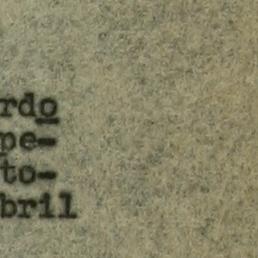 rdo
pe-
to-
bril